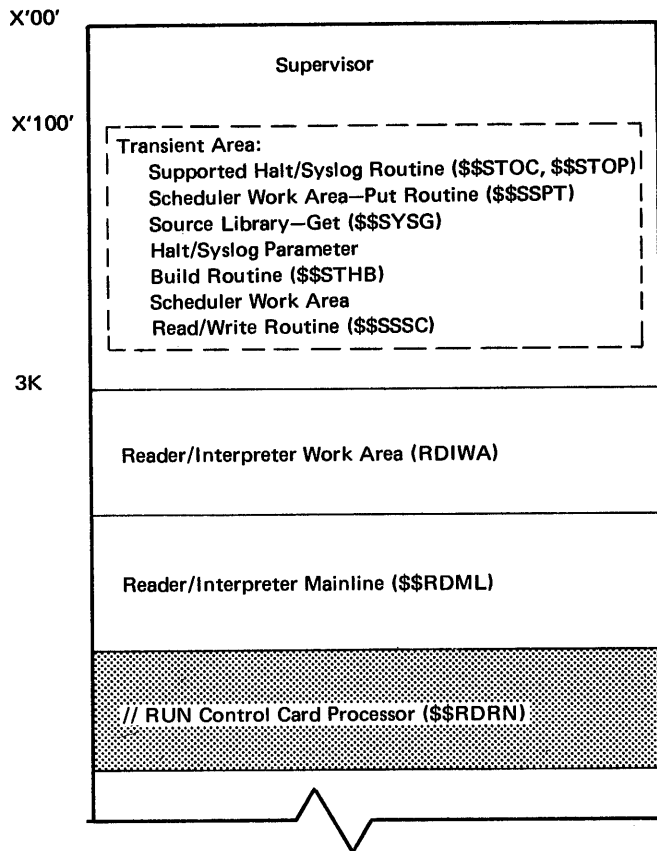 X'00'
Supervisor
X'100'
Transient Area:
Supported Halt/Syslog Routine ($$STOC, $$STOP)
Scheduler Work Area—Put Routine ($$SSPT)
Source Library—Get ($$SYSG)
Halt/Syslog Parameter
Build Routine ($$STHB)
Scheduler Work Area
Read/Write Routine ($$SSSC)
3K
Reader/Interpreter Work Area (RDIWA)
Reader/Interpreter Mainline ($$RDML)
// RUN Control Card Processor ($$RDRN)